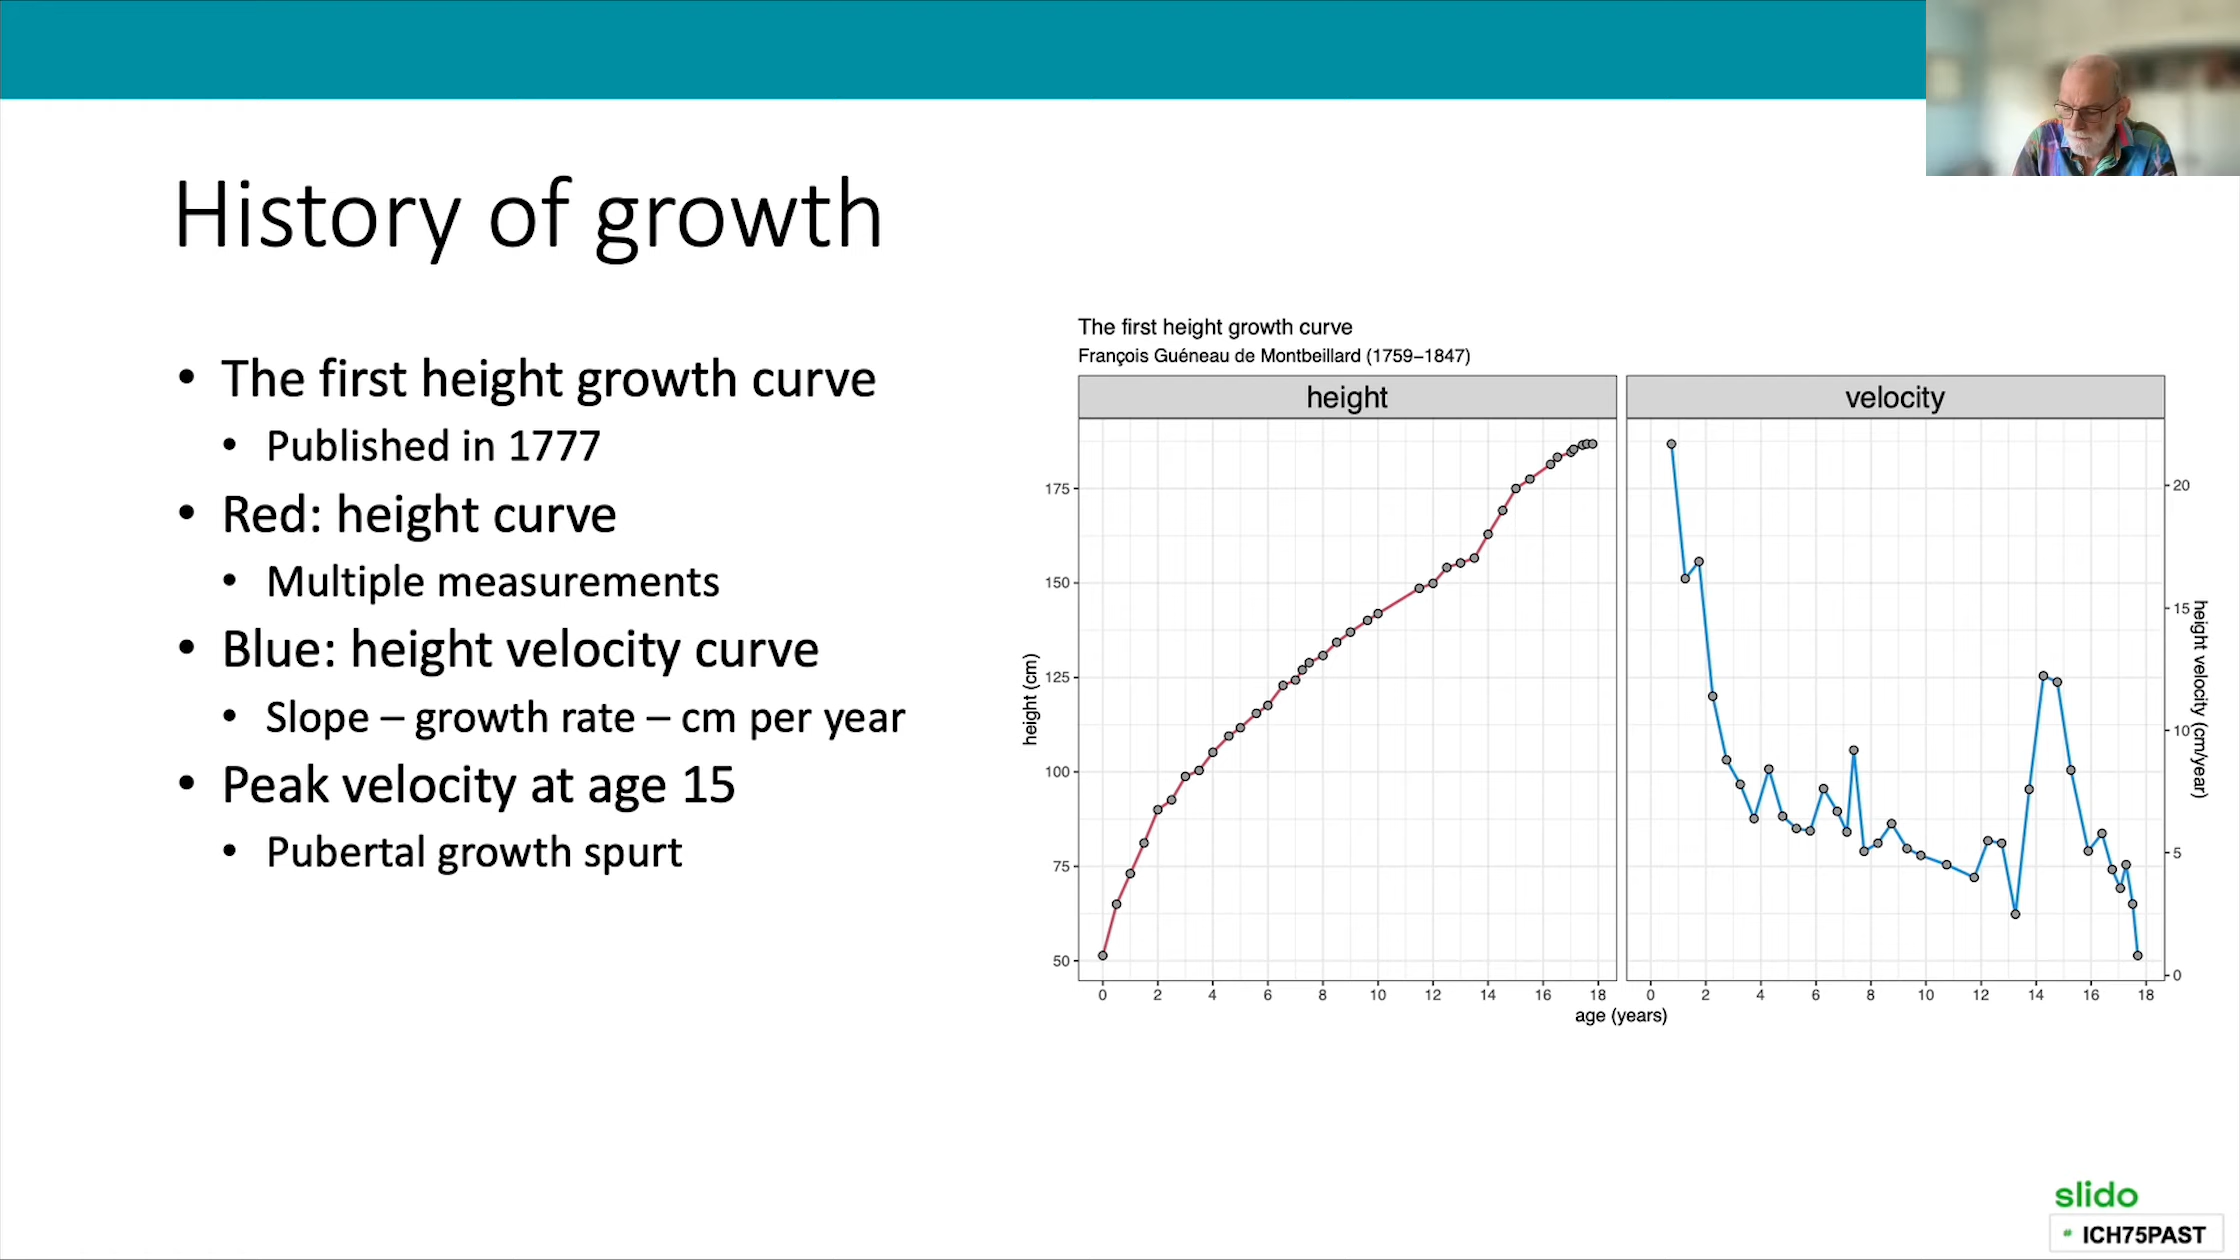 History of growth
• The first height growth curve
• Published in 1777
• Red: height curve
• Multiple measurements
• Blue: height velocity curve
• Slope – growth rate – cm per year
• Peak velocity at age 15
• Pubertal growth spurt
The first height growth curve
François Guéneau de Montbeillard (1759–1847)
height
velocity
height (cm)
175
150
125
100
75
50
0 2 4 6 8 10 12 14 16 18
0 2 4 6 8 10 12 14 16 18
age (years)
20
15
10
5
0
height velocity (cm/year)
slido
# ICH75PAST